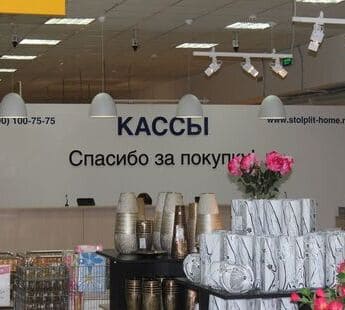 0) 100-75-75
www.stolplit-home.r
КАССЫ
Спасибо за покупку!